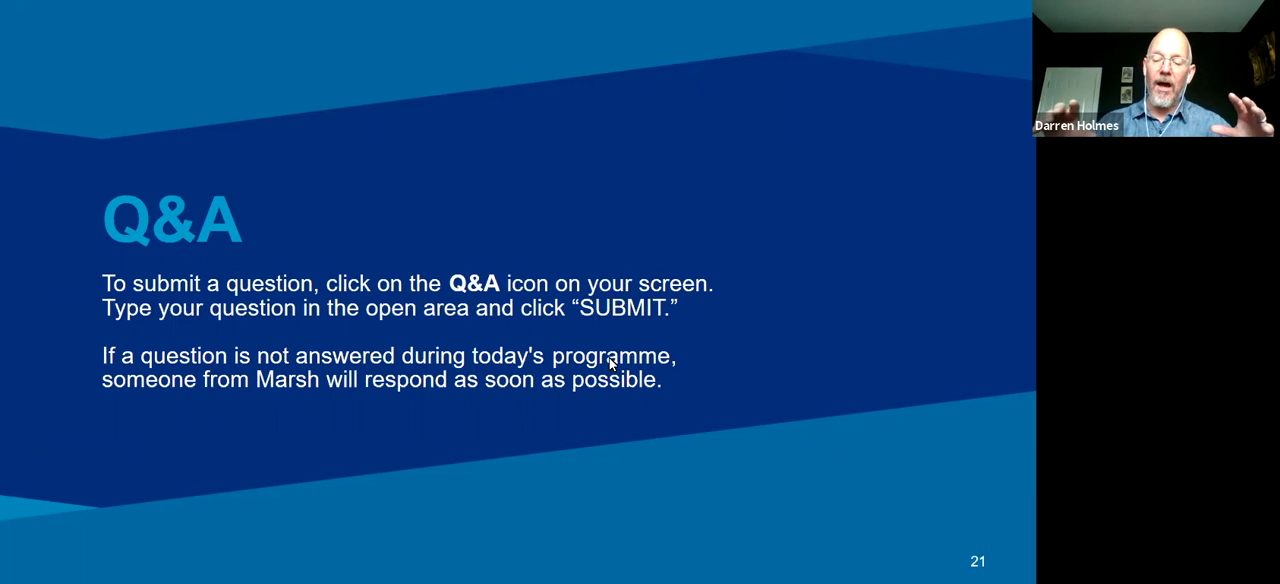 Q&A
To submit a question, click on the Q&A icon on your screen.
Type your question in the open area and click “SUBMIT.”
If a question is not answered during today's programme,
someone from Marsh will respond as soon as possible.
21
Darren Holmes